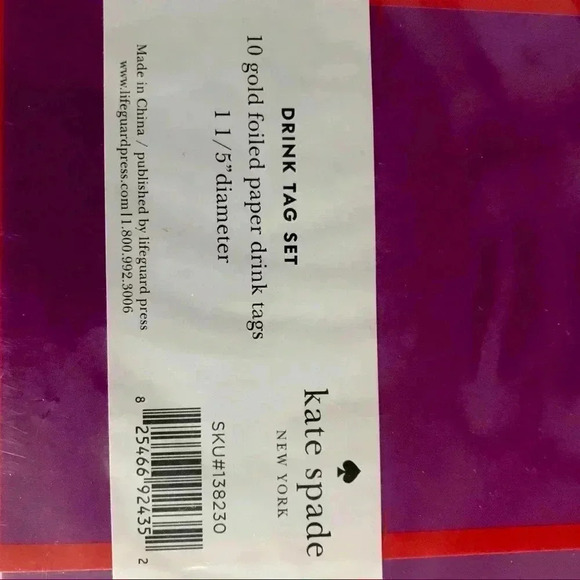 DRINK TAG SET
10 gold foiled paper drink tags
1 1/5” diameter
Made in China / published by lifeguard press
www.lifeguardpress.com | 1.800.992.3006
kate spade
NEW YORK
SKU#138230
8 25466 92435 2